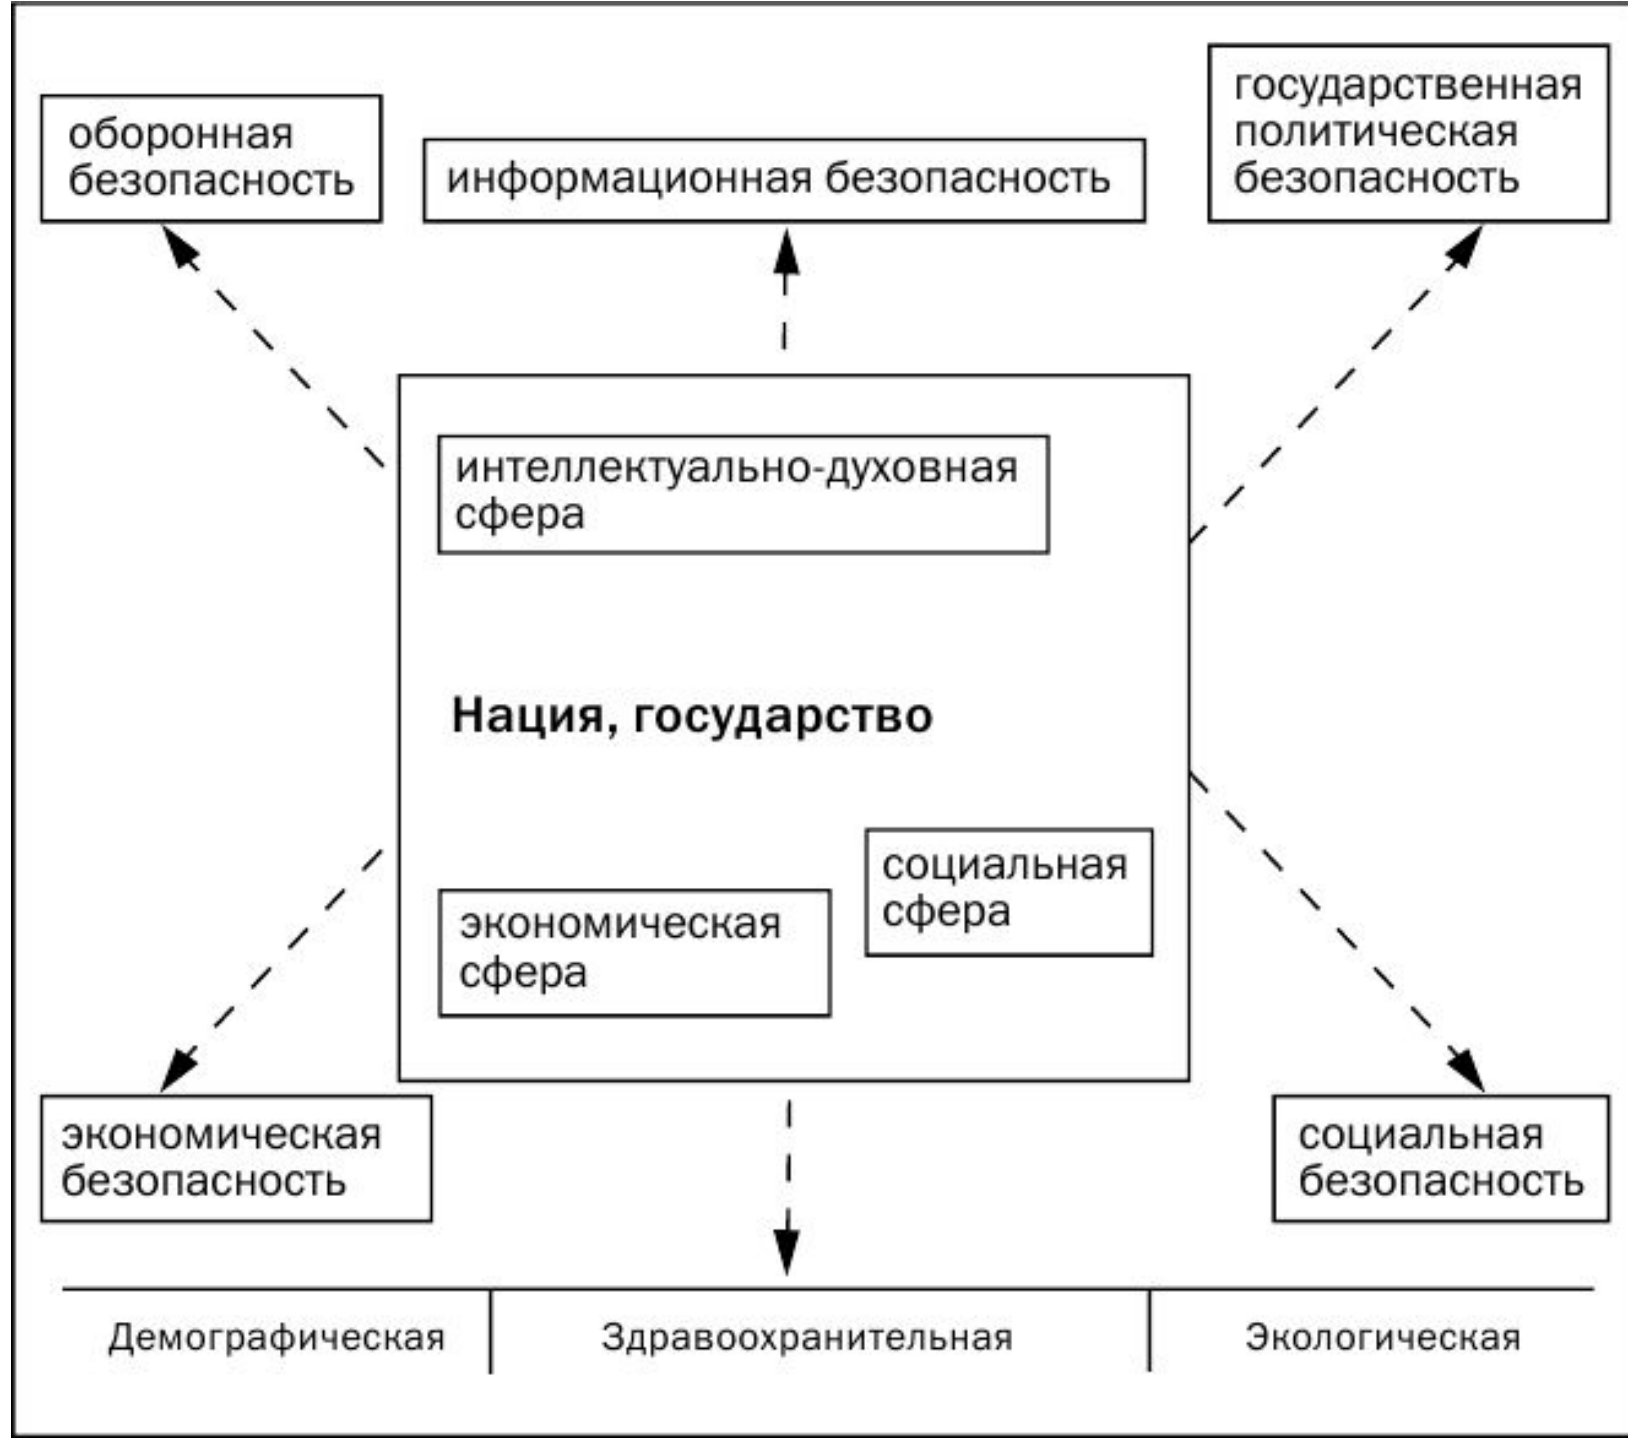 оборонная
безопасность
информационная безопасность
государственная
политическая
безопасность
интеллектуально-духовная
сфера
Нация, государство
социальная
сфера
экономическая
сфера
экономическая
безопасность
социальная
безопасность
Демографическая
Здравоохранительная
Экологическая